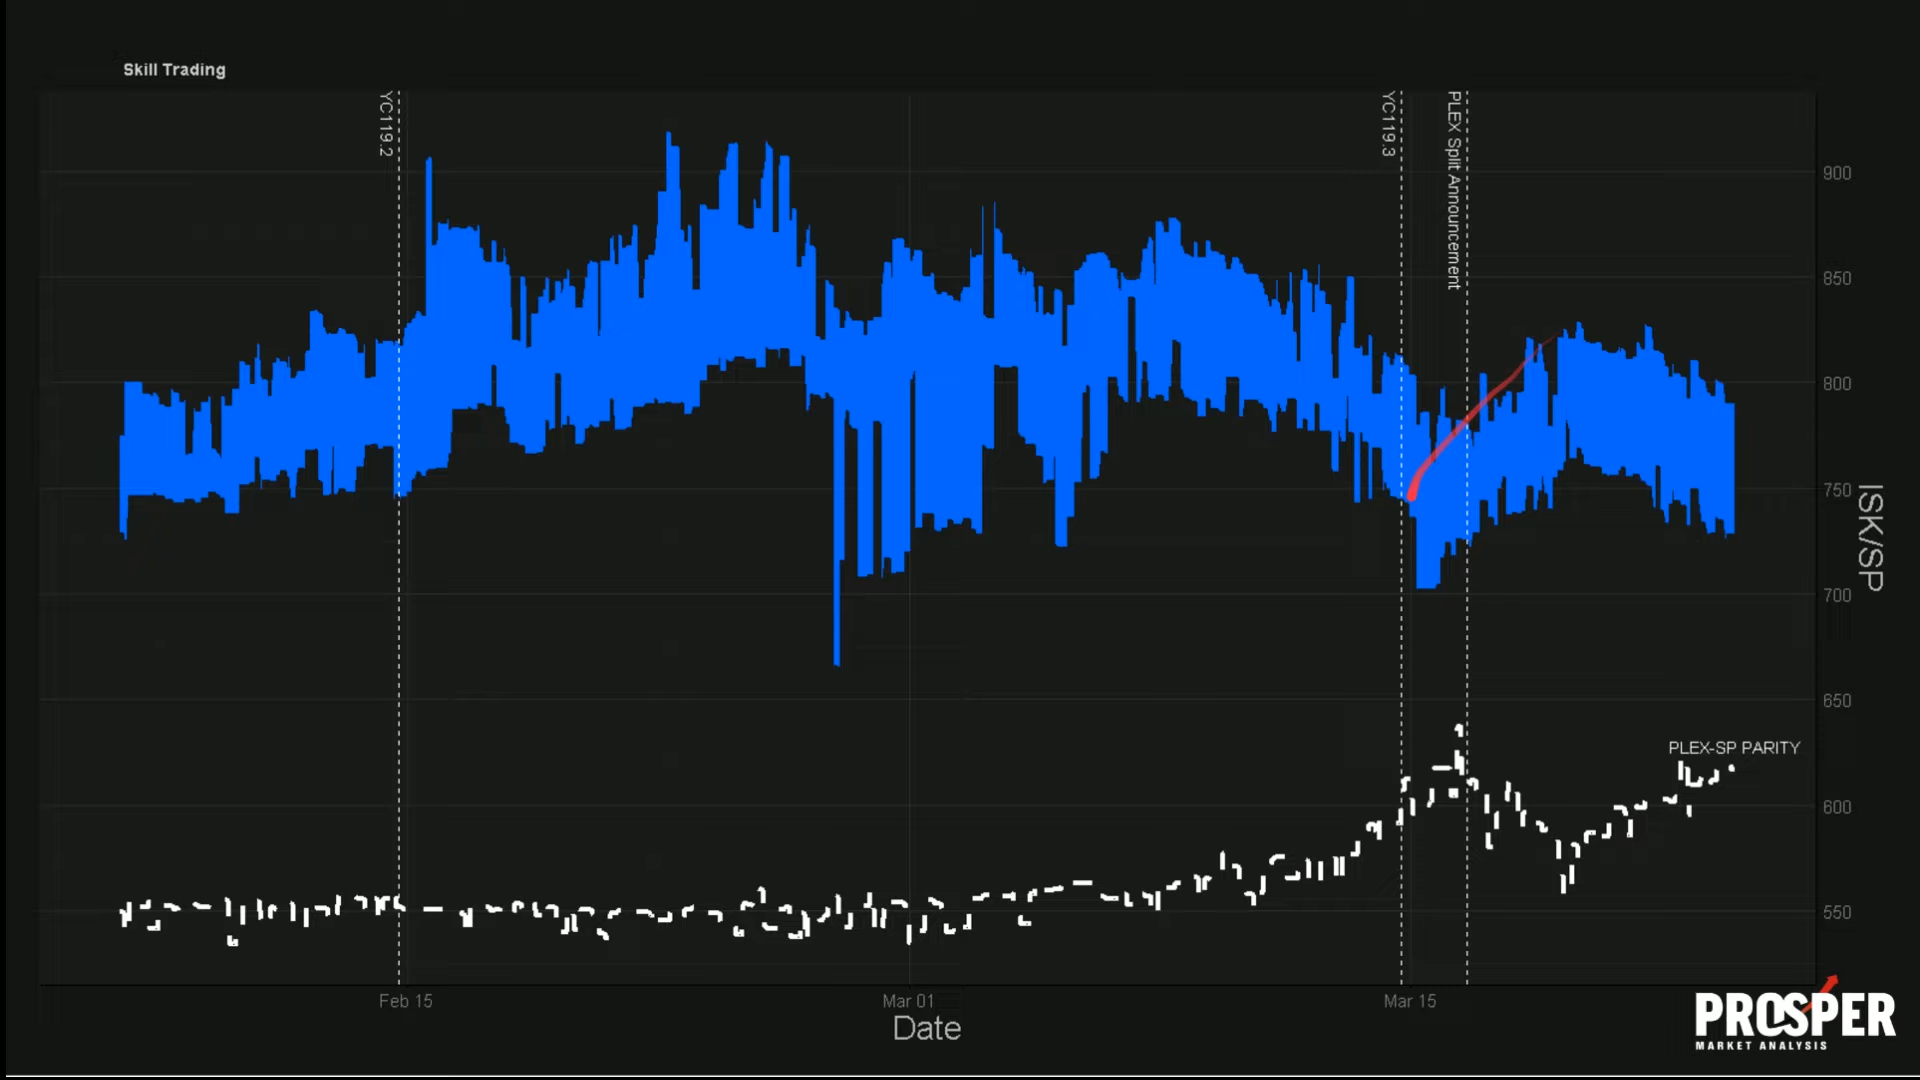 Skill Trading
YC119.2
YC119.3
PLEX Split Announcement
900
850
800
750
700
650
600
550
ISK/SP
PLEX-SP PARITY
Feb 15
Mar 01
Mar 15
Date
PROSPER
MARKET ANALYSIS